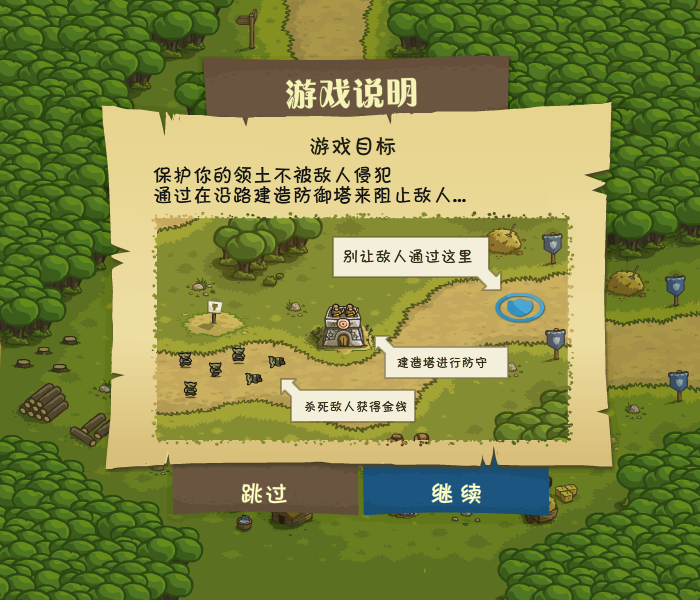 游戏说明
游戏目标
保护你的领土不被敌人侵犯
通过在沿路建造防御塔来阻止敌人...
别让敌人通过这里
建造塔进行防守
杀死敌人获得金钱
跳过
继续